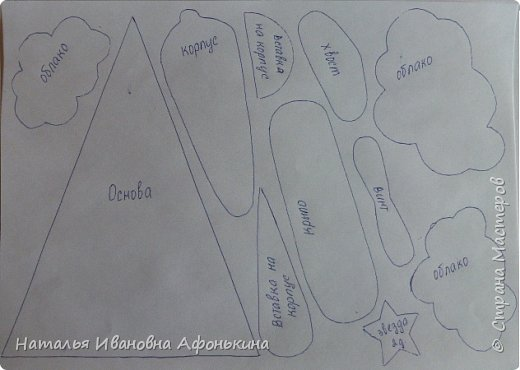 облако
Основа
корпус
вставка
на корпус
хвост
облако
крыло
винт
Вставка на
корпус
облако
звезда
2д
Наталья Ивановна Афонькина
© Страна Мастеров